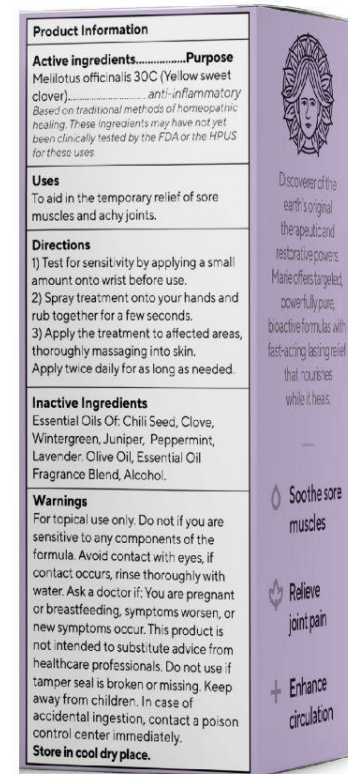 Product Information
Active ingredients.................Purpose
Melilotus officinalis 30C (Yellow sweet
clover)..............................anti-inflammatory
Based on traditional methods of homeopathic
healing. These ingredients may have not yet
been clinically tested by the FDA or the HPUS
for these uses.
Uses
To aid in the temporary relief of sore
muscles and achy joints.
Directions
1) Test for sensitivity by applying a small
amount onto wrist before use.
2) Spray treatment onto your hands and
rub together for a few seconds.
3) Apply the treatment to affected areas,
thoroughly massaging into skin.
Apply twice daily for as long as needed.
Inactive Ingredients
Essential Oils Of: Chili Seed, Clove,
Wintergreen, Juniper, Peppermint,
Lavender. Olive Oil, Essential Oil
Fragrance Blend, Alcohol.
Warnings
For topical use only. Do not if you are
sensitive to any components of the
formula. Avoid contact with eyes, if
contact occurs, rinse thoroughly with
water. Ask a doctor if: You are pregnant
or breastfeeding, symptoms worsen, or
new symptoms occur. This product is
not intended to substitute advice from
healthcare professionals. Do not use if
tamper seal is broken or missing. Keep
away from children. In case of
accidental ingestion, contact a poison
control center immediately.
Store in cool dry place.
Discoverer of the
earth's original
therapeutic and
restorative powers.
Marie offers targeted,
powerfully pure,
bioactive formulas with
fast-acting lasting relief
that nourishes
while it heals.
Soothe sore
muscles
Relieve
joint pain
Enhance
circulation